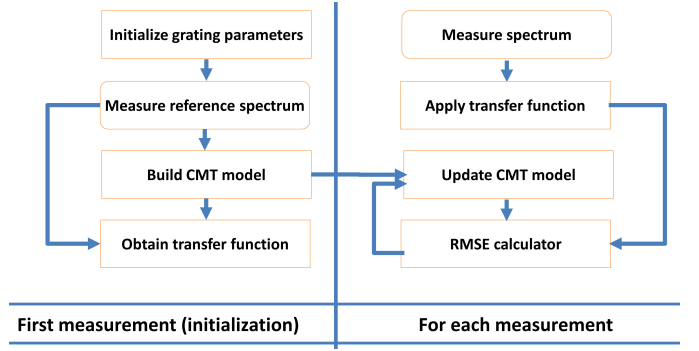 Initialize grating parameters
Measure reference spectrum
Build CMT model
Obtain transfer function
First measurement (initialization)
Measure spectrum
Apply transfer function
Update CMT model
RMSE calculator
For each measurement